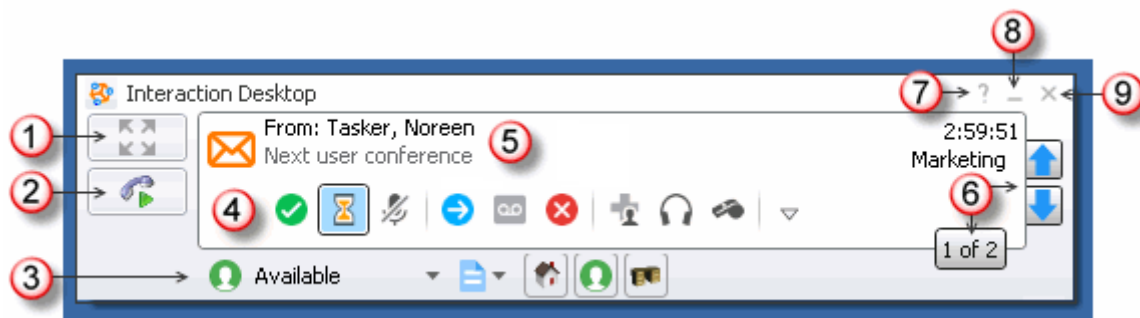 8
7
?
9
Interaction Desktop
1
From: Tasker, Noreen
5
2:59:51
Next user conference
Marketing
2
4
6
1 of 2
3
Available